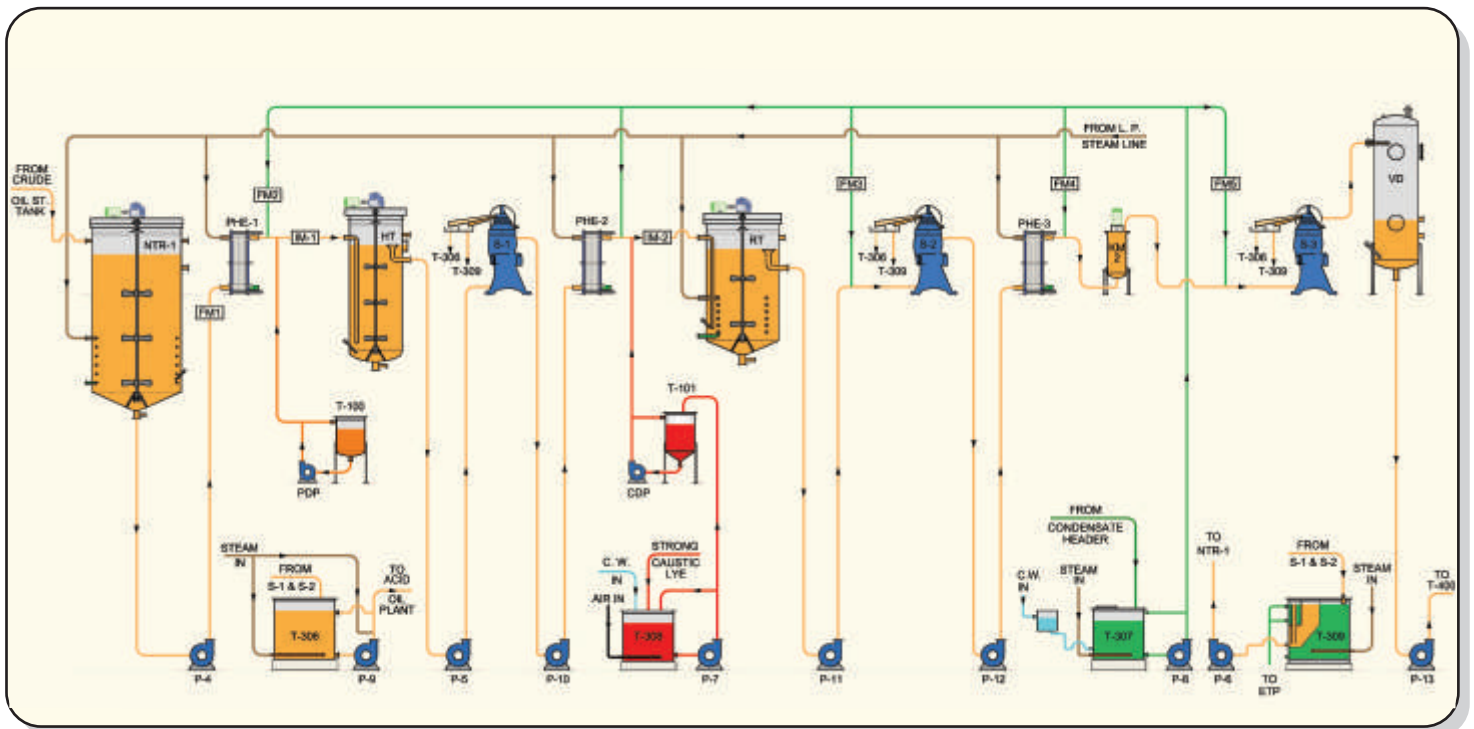 FROM L. P.
STEAM LINE
FROM
CRUDE
OIL ST.
TANK
NTR-1
PHE-1
FM2
IM-1
HT
S-1
T-306
T-309
PHE-2
IM-2
RT
FM3
T-306
T-309
S-2
PHE-3
FM4
KM
2
FM5
T-306
T-309
S-3
VD
FM1
T-100
PDP
T-101
CDP
STEAM
IN
FROM
S-1 & S-2
TO
ACID
OIL
PLANT
T-306
C. W.
IN
AIR IN
STRONG
CAUSTIC
LYE
T-308
FROM
CONDENSATE
HEADER
C.W.
IN
STEAM
IN
T-307
TO
NTR-1
FROM
S-1 & S-2
STEAM
IN
T-309
TO
ETP
TO
T-400
P-4
P-9
P-5
P-10
P-7
P-11
P-12
P-8
P-6
P-13